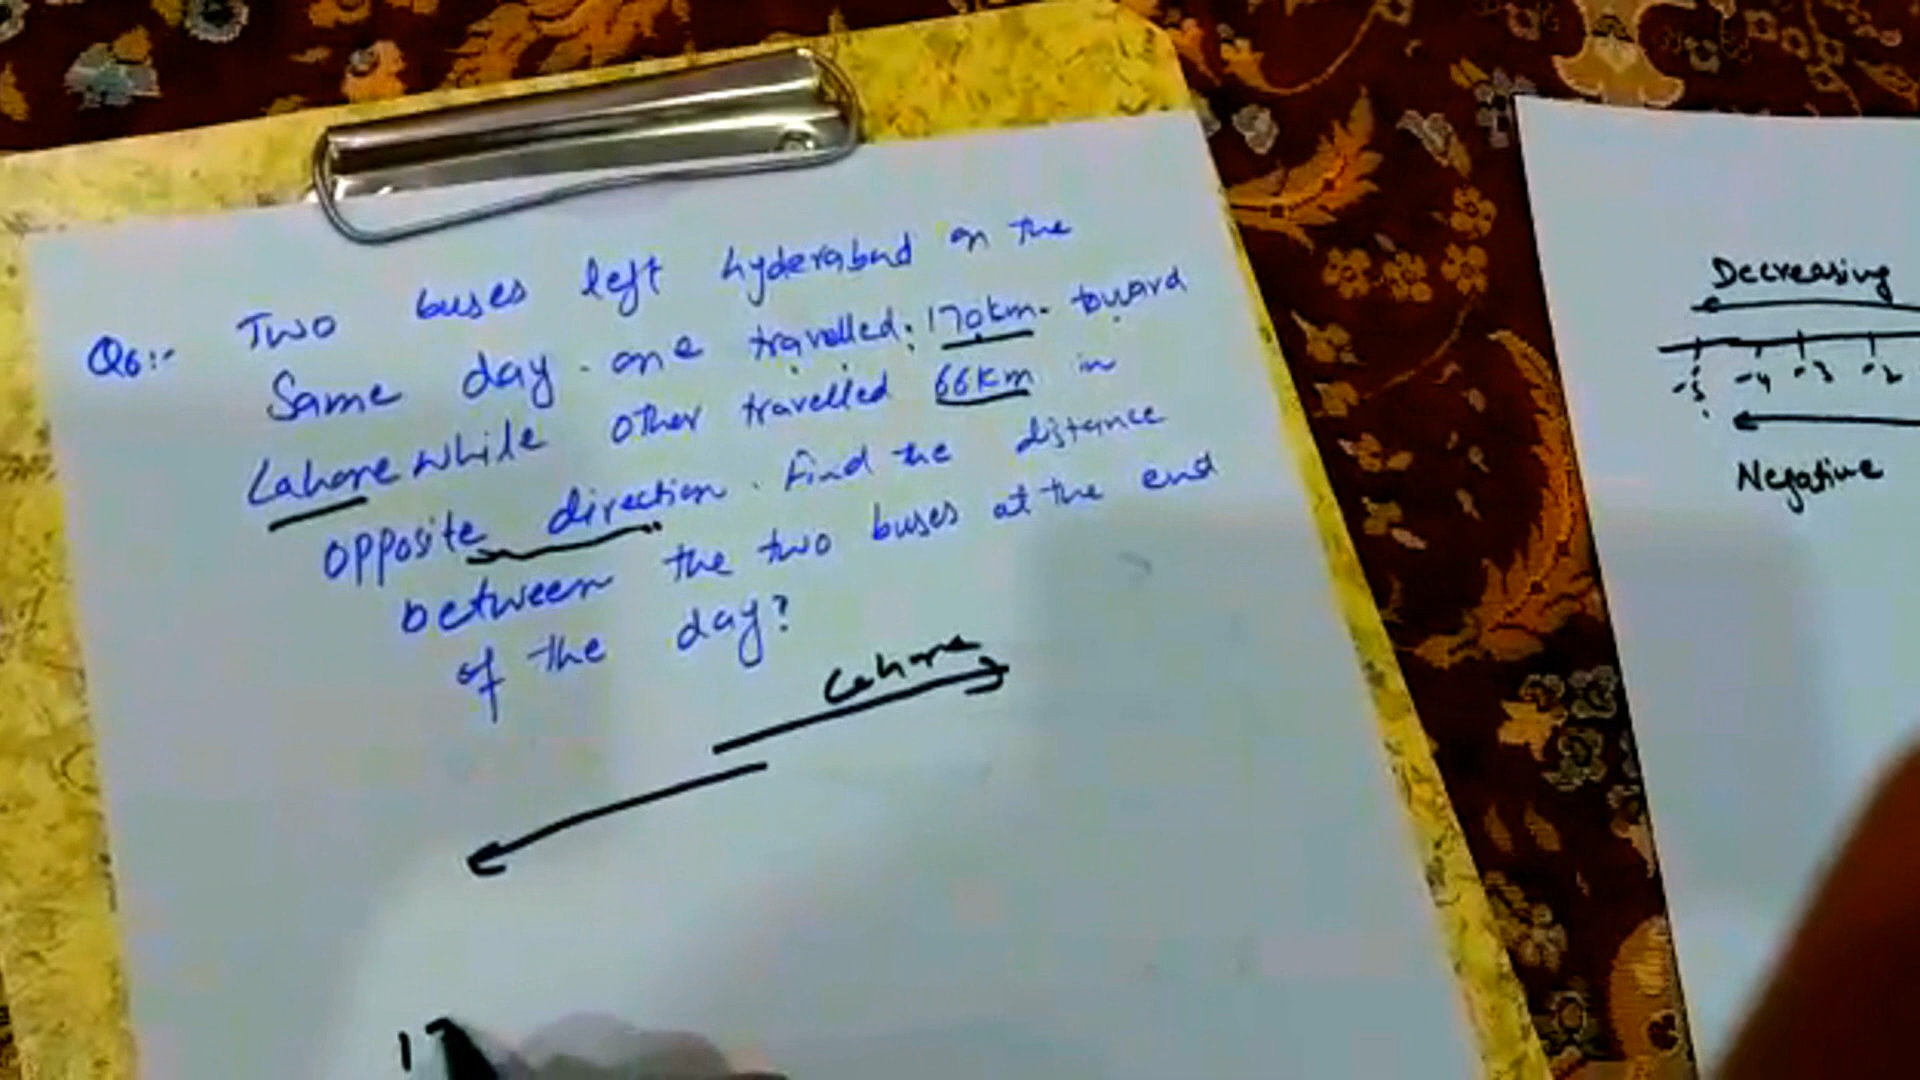 Q6:- Two buses left hyderabad on the
Same day. one travelled: 170km. toward
Lahore while other travelled 66km in
opposite direction. find the distance
between the two buses at the end
of the day?
Lahore
Decreasing
-5 -4 -3 -2
Negative